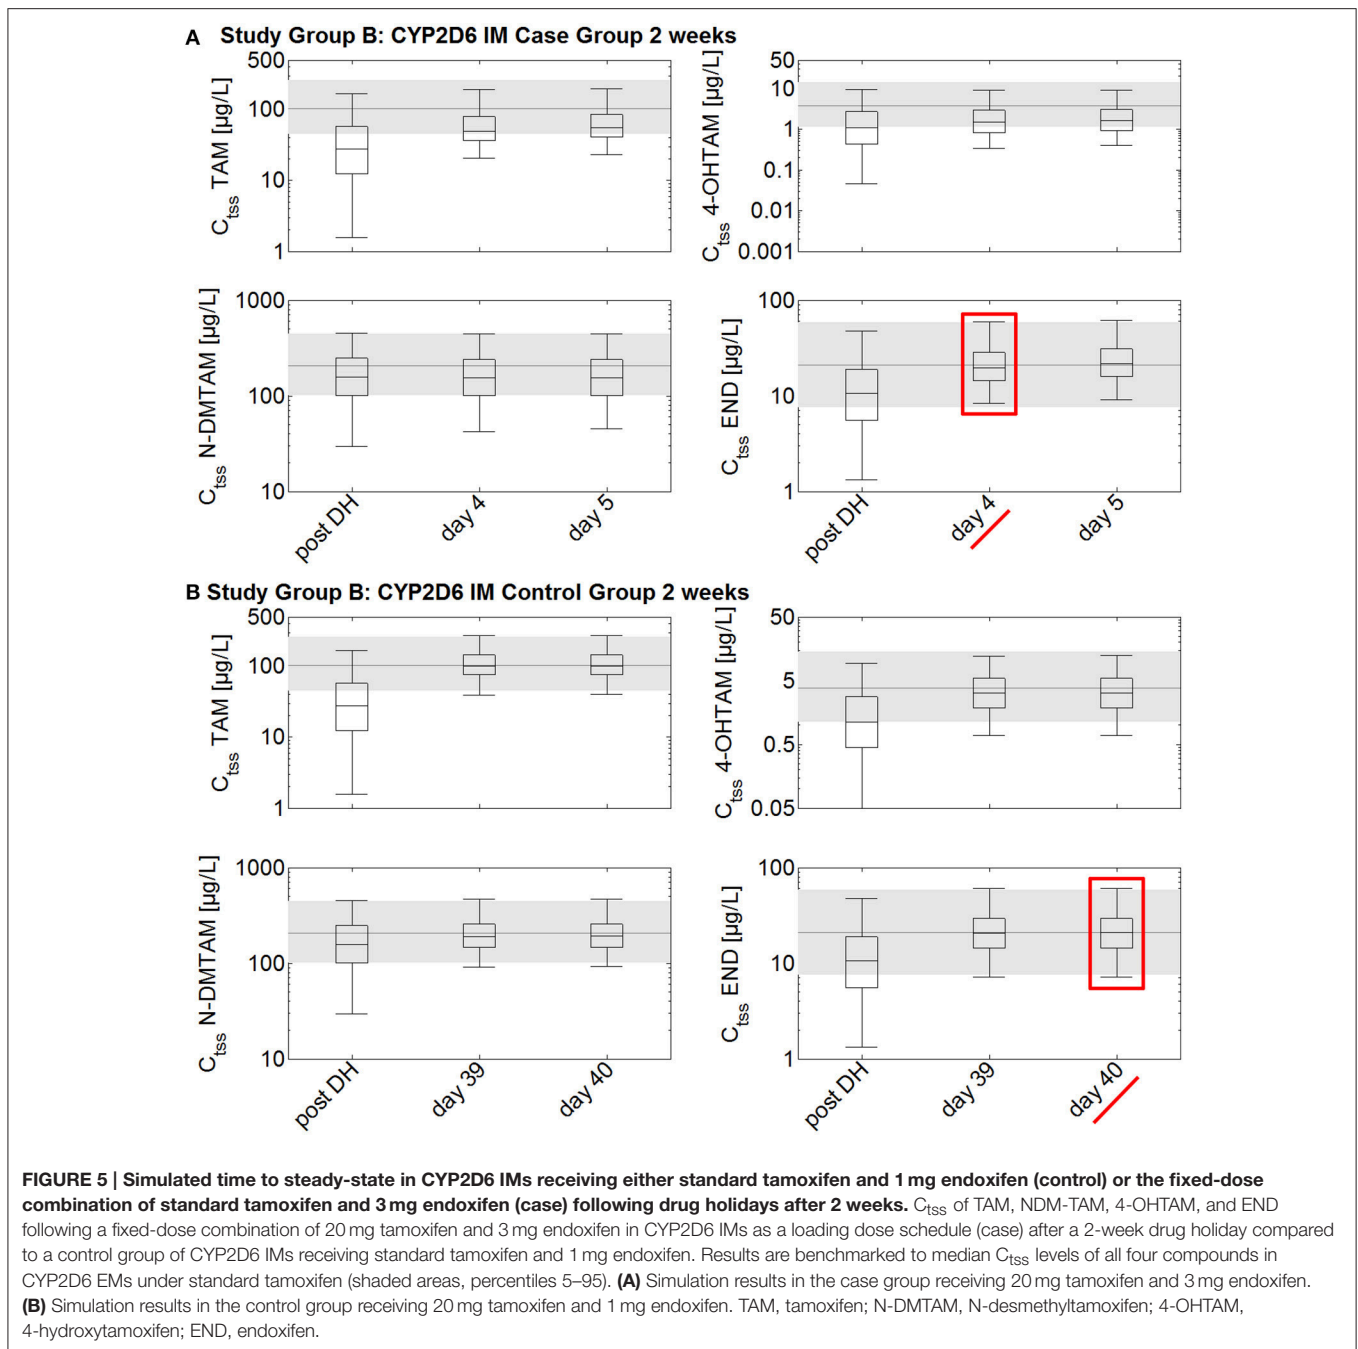 A Study Group B: CYP2D6 IM Case Group 2 weeks
C_tss TAM [µg/L]
500
100
10
1
C_tss 4-OHTAM [µg/L]
50
10
1
0.1
0.01
0.001
C_tss N-DMTAM [µg/L]
1000
100
10
post DH
day 4
day 5
C_tss END [µg/L]
100
10
1
post DH
day 4
day 5
B Study Group B: CYP2D6 IM Control Group 2 weeks
C_tss TAM [µg/L]
500
100
10
1
C_tss 4-OHTAM [µg/L]
50
5
0.5
0.05
C_tss N-DMTAM [µg/L]
1000
100
10
post DH
day 39
day 40
C_tss END [µg/L]
100
10
1
post DH
day 39
day 40
FIGURE 5 | Simulated time to steady-state in CYP2D6 IMs receiving either standard tamoxifen and 1 mg endoxifen (control) or the fixed-dose
combination of standard tamoxifen and 3 mg endoxifen (case) following drug holidays after 2 weeks. C_tss of TAM, NDM-TAM, 4-OHTAM, and END
following a fixed-dose combination of 20 mg tamoxifen and 3 mg endoxifen in CYP2D6 IMs as a loading dose schedule (case) after a 2-week drug holiday compared
to a control group of CYP2D6 IMs receiving standard tamoxifen and 1 mg endoxifen. Results are benchmarked to median C_tss levels of all four compounds in
CYP2D6 EMs under standard tamoxifen (shaded areas, percentiles 5–95). (A) Simulation results in the case group receiving 20 mg tamoxifen and 3 mg endoxifen.
(B) Simulation results in the control group receiving 20 mg tamoxifen and 1 mg endoxifen. TAM, tamoxifen; N-DMTAM, N-desmethyltamoxifen; 4-OHTAM,
4-hydroxytamoxifen; END, endoxifen.